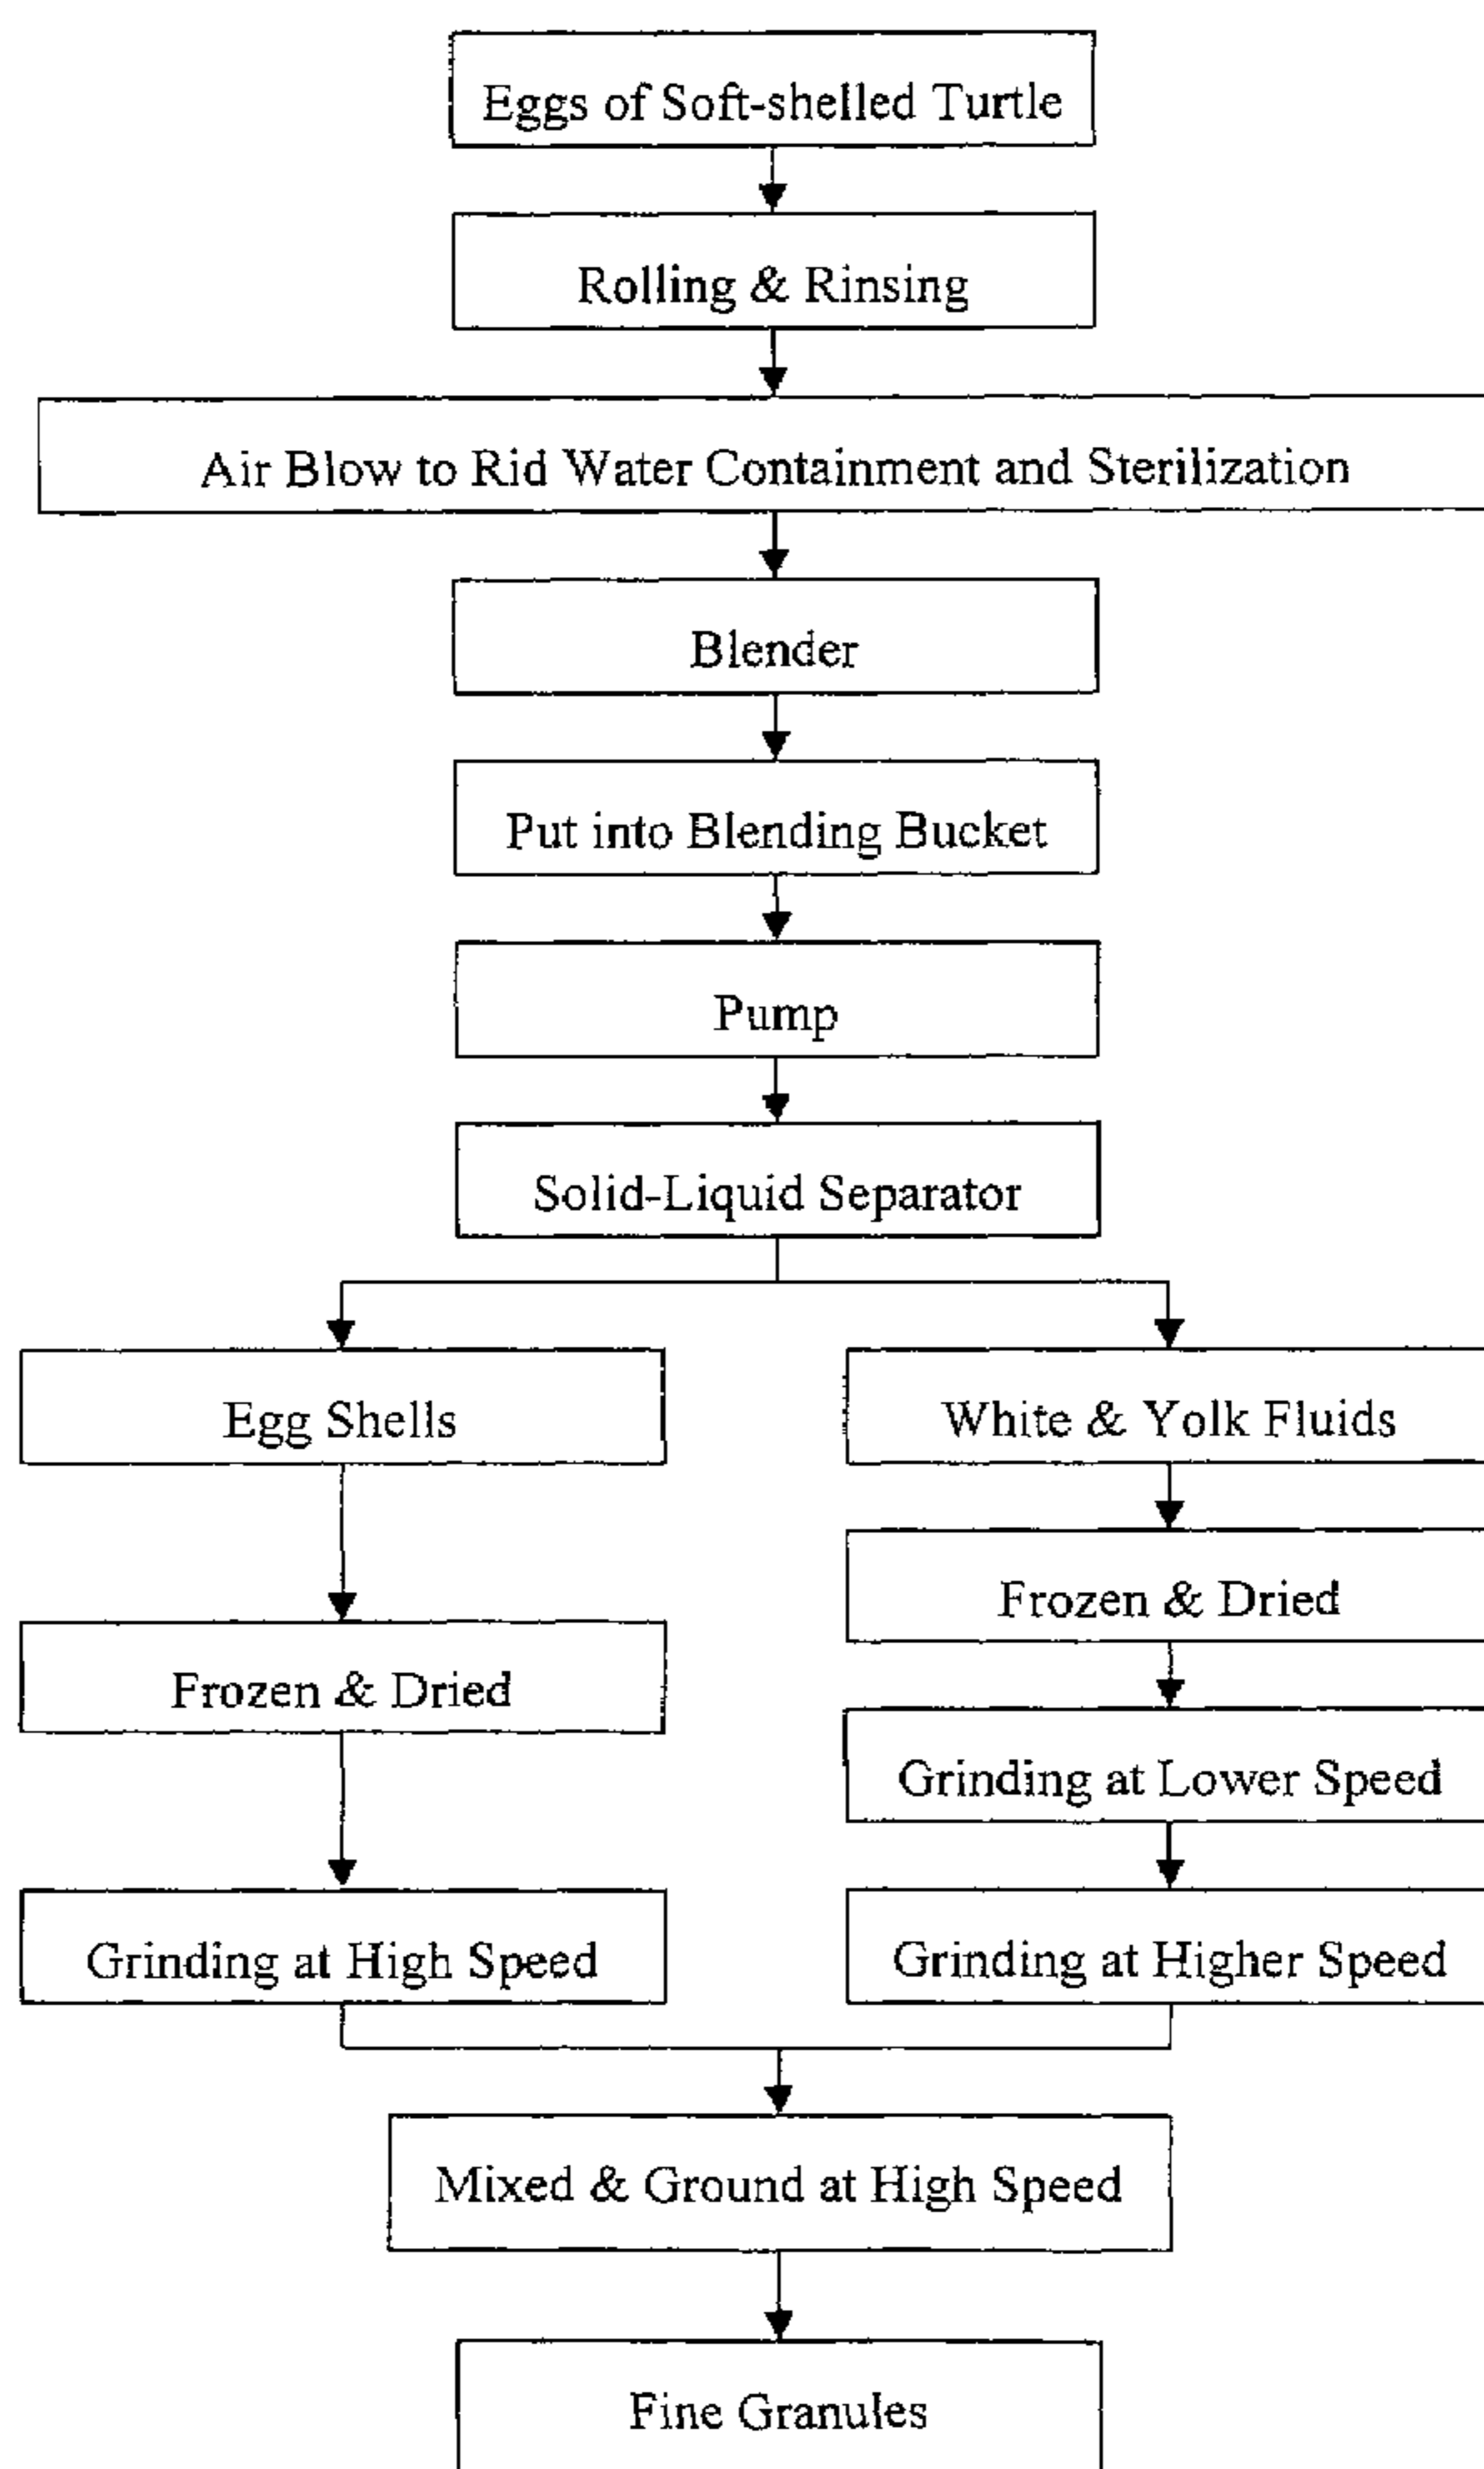 Eggs of Soft-shelled Turtle
Rolling & Rinsing
Air Blow to Rid Water Containment and Sterilization
Blender
Put into Blending Bucket
Pump
Solid-Liquid Separator
Egg Shells
White & Yolk Fluids
Frozen & Dried
Frozen & Dried
Grinding at Lower Speed
Grinding at High Speed
Grinding at Higher Speed
Mixed & Ground at High Speed
Fine Granules